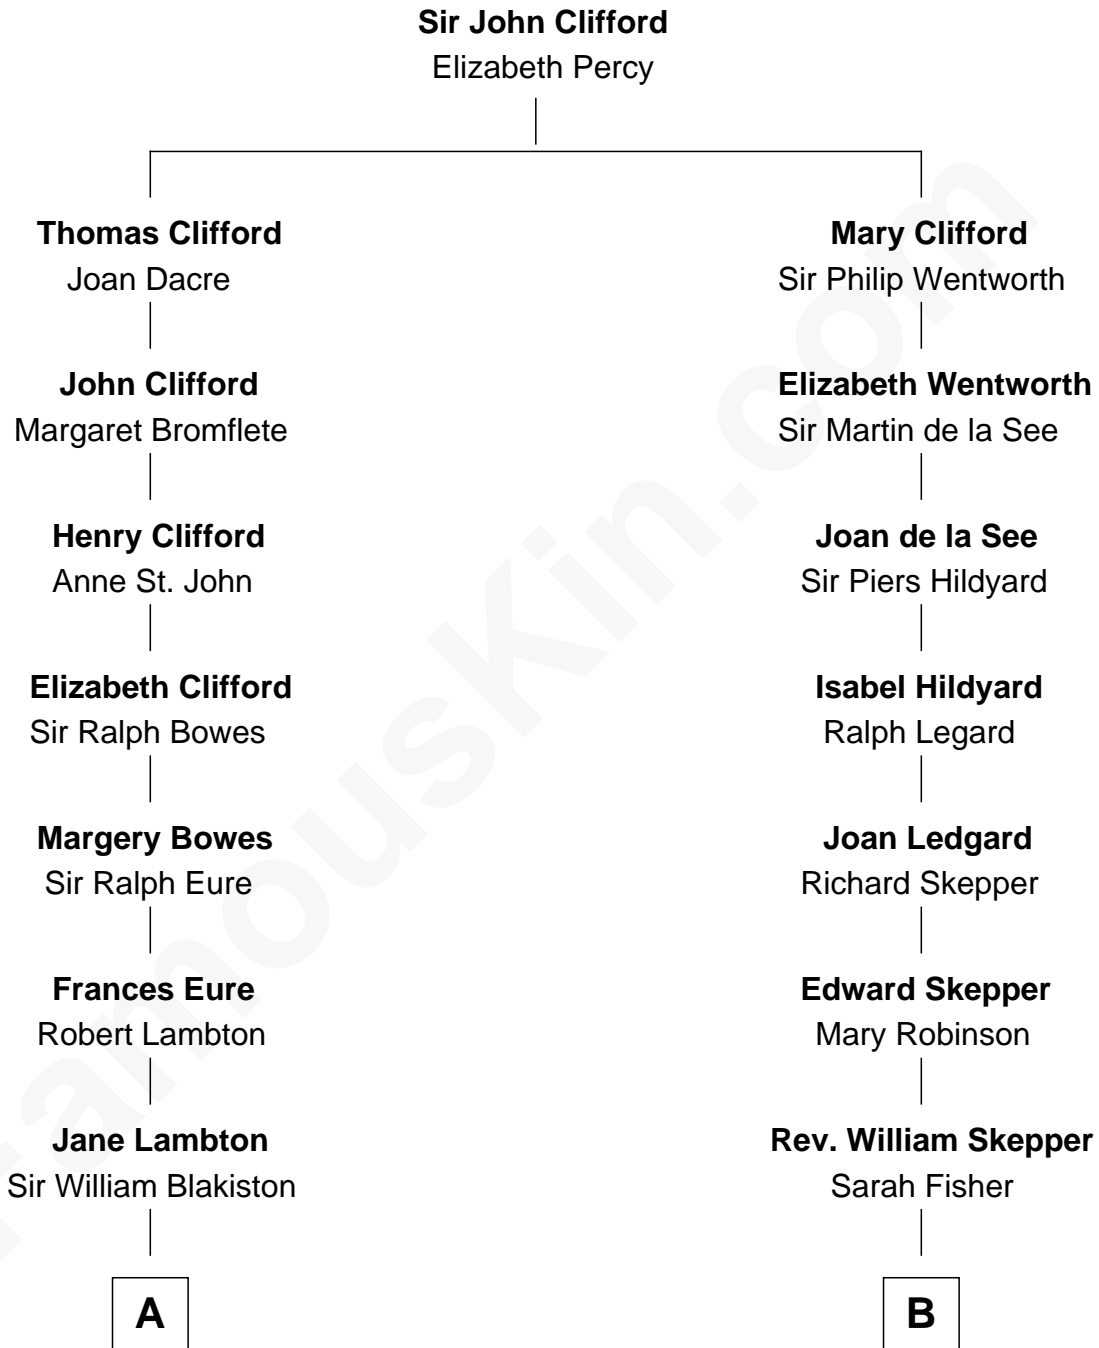 Sir John Clifford
Elizabeth Percy
Thomas Clifford
Joan Dacre
John Clifford
Margaret Bromflete
Henry Clifford
Anne St. John
Elizabeth Clifford
Sir Ralph Bowes
Margery Bowes
Sir Ralph Eure
Frances Eure
Robert Lambton
Jane Lambton
Sir William Blakiston
A
Mary Clifford
Sir Philip Wentworth
Elizabeth Wentworth
Sir Martin de la See
Joan de la See
Sir Piers Hildyard
Isabel Hildyard
Ralph Legard
Joan Ledgard
Richard Skepper
Edward Skepper
Mary Robinson
Rev. William Skepper
Sarah Fisher
B
FamousKin.com